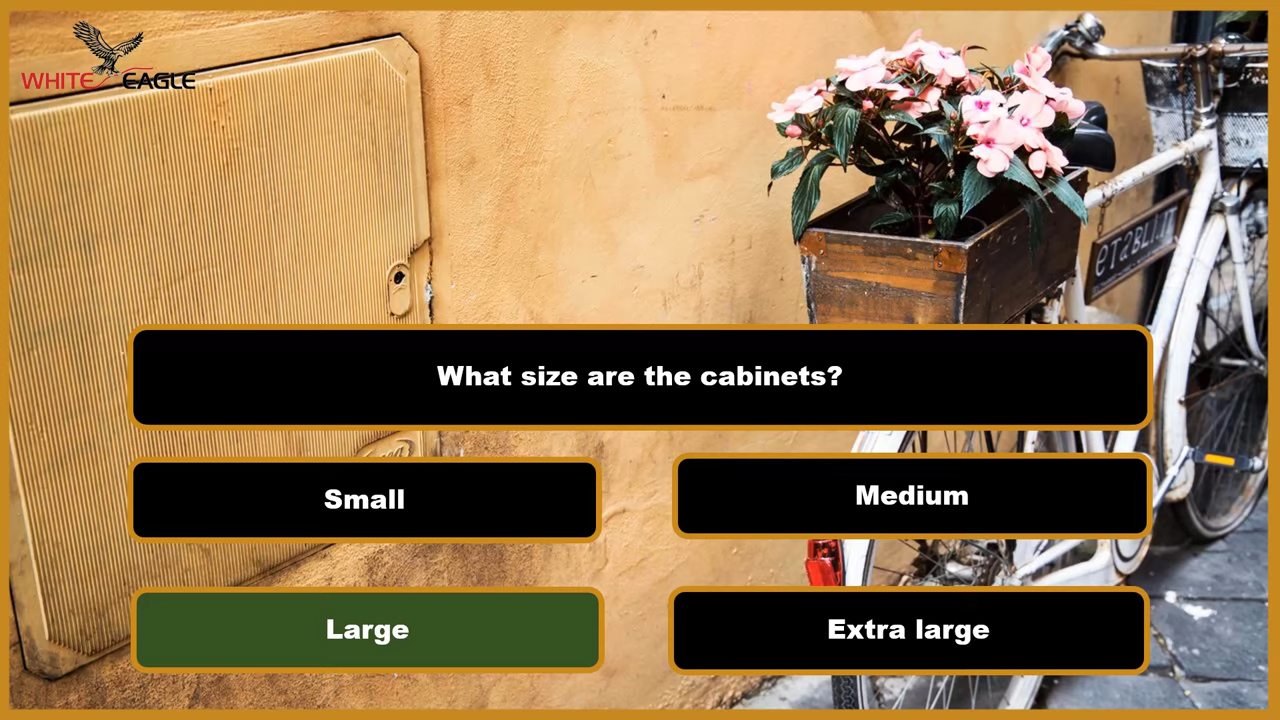 WHITE EAGLE
What size are the cabinets?
Small
Medium
Large
Extra large